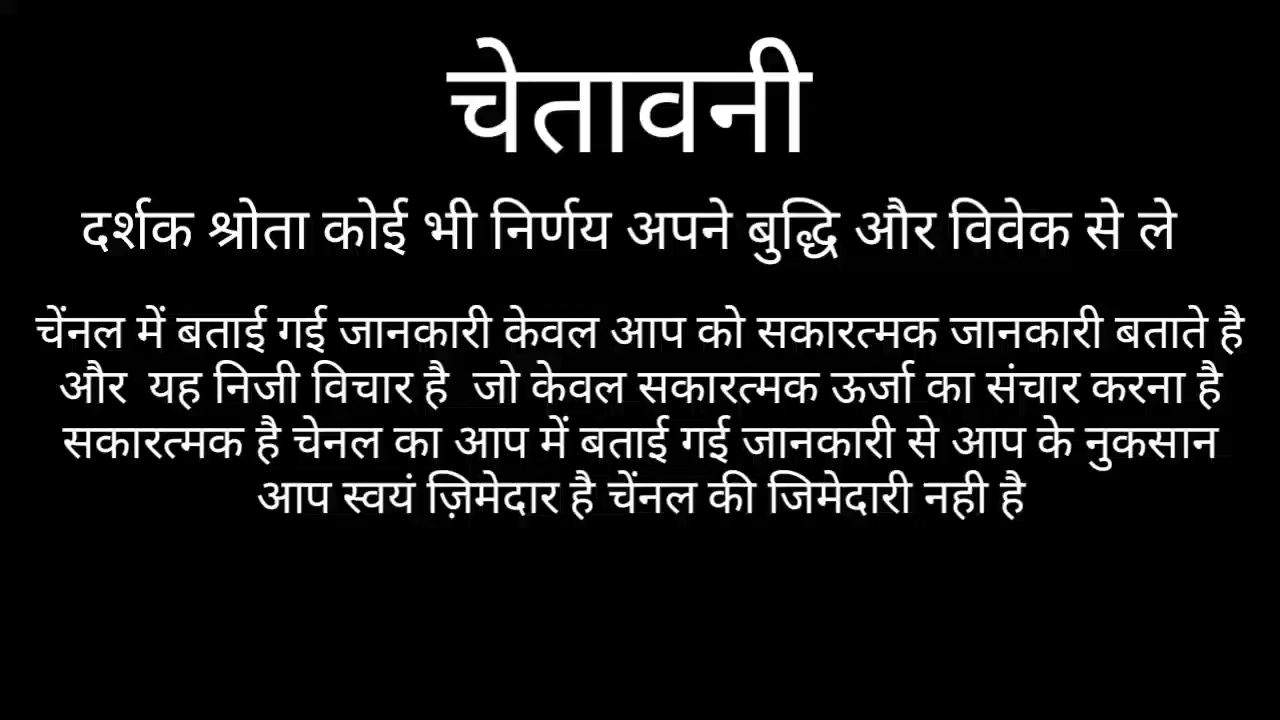 चेतावनी
दर्शक श्रोता कोई भी निर्णय अपने बुद्धि और विवेक से ले
चेंनल में बताई गई जानकारी केवल आप को सकारत्मक जानकारी बताते है
और यह निजी विचार है जो केवल सकारत्मक ऊर्जा का संचार करना है
सकारत्मक है चेनल का आप में बताई गई जानकारी से आप के नुकसान
आप स्वयं ज़िमेदार है चेंनल की जिमेदारी नही है